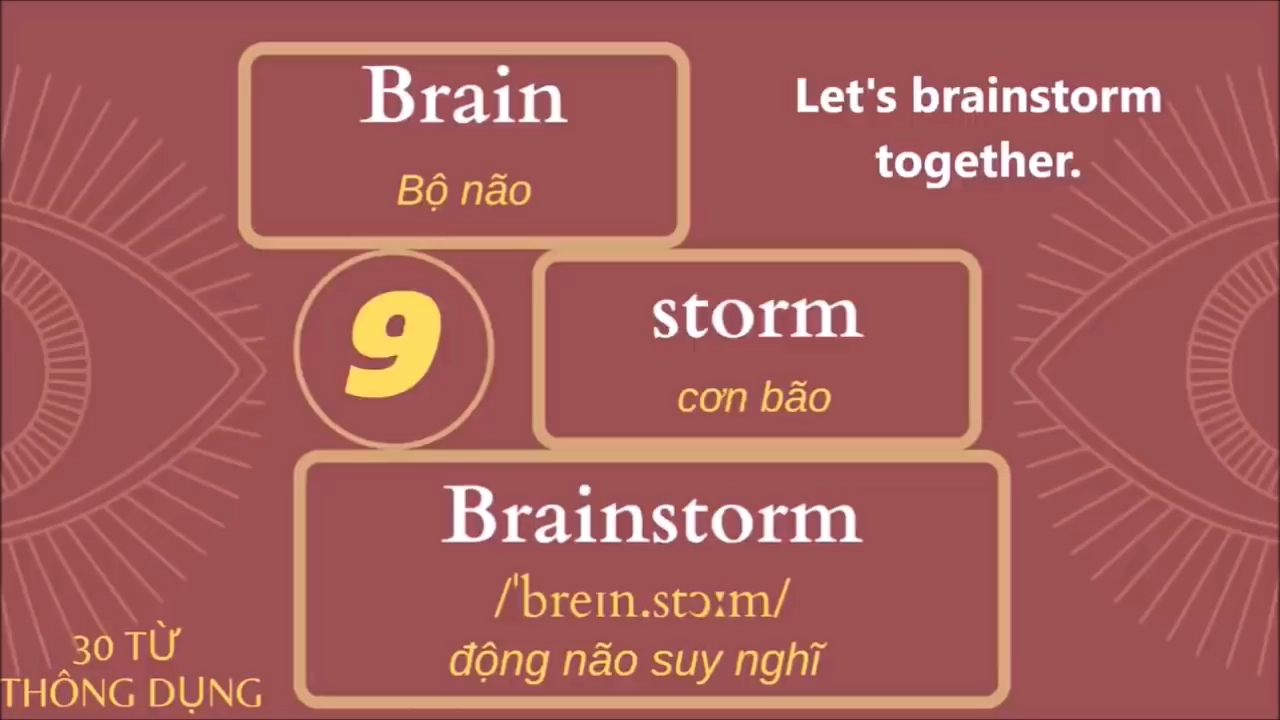 Brain
Bộ não
Let's brainstorm
together.
9
storm
cơn bão
Brainstorm
/ˈbreɪn.stɔːm/
động não suy nghĩ
30 TỪ
THÔNG DỤNG